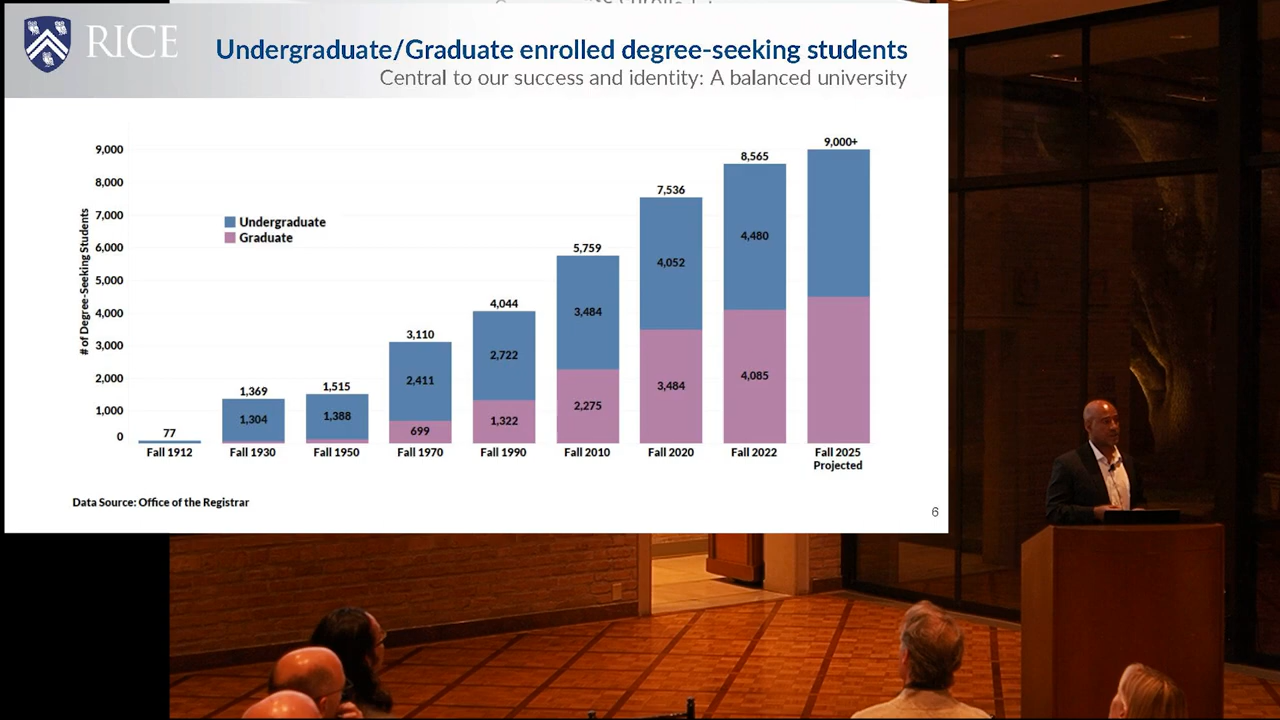 RICE
Undergraduate/Graduate enrolled degree-seeking students
Central to our success and identity: A balanced university
# of Degree-Seeking Students
9,000
8,000
7,000
6,000
5,000
4,000
3,000
2,000
1,000
0
Undergraduate
Graduate
77
1,369
1,304
1,515
1,388
3,110
2,411
699
4,044
2,722
1,322
5,759
3,484
2,275
7,536
4,052
3,484
8,565
4,480
4,085
9,000+
Fall 1912
Fall 1930
Fall 1950
Fall 1970
Fall 1990
Fall 2010
Fall 2020
Fall 2022
Fall 2025
Projected
Data Source: Office of the Registrar
6